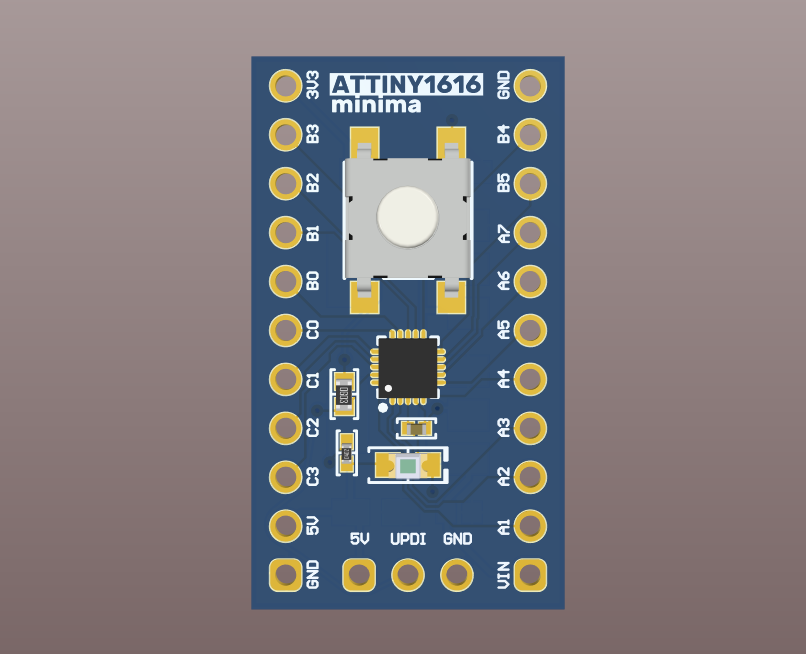 ATTINY1616
minima
3V3
B3
B2
B1
B0
C0
C1
C2
C3
5V
GND
GND
B4
B5
A7
A6
A5
A4
A3
A2
A1
VIN
5V UPDI GND